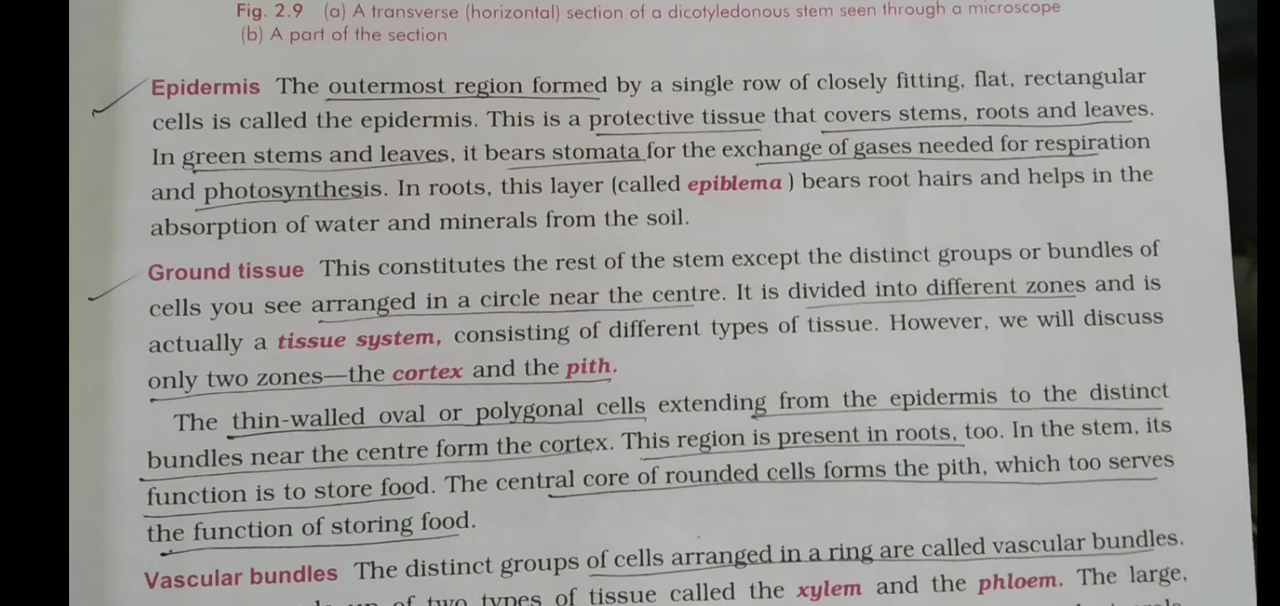 Fig. 2.9 (a) A transverse (horizontal) section of a dicotyledonous stem seen through a microscope
(b) A part of the section
Epidermis The outermost region formed by a single row of closely fitting, flat, rectangular
cells is called the epidermis. This is a protective tissue that covers stems, roots and leaves.
In green stems and leaves, it bears stomata for the exchange of gases needed for respiration
and photosynthesis. In roots, this layer (called epiblema) bears root hairs and helps in the
absorption of water and minerals from the soil.
Ground tissue This constitutes the rest of the stem except the distinct groups or bundles of
cells you see arranged in a circle near the centre. It is divided into different zones and is
actually a tissue system, consisting of different types of tissue. However, we will discuss
only two zones—the cortex and the pith.
The thin-walled oval or polygonal cells extending from the epidermis to the distinct
bundles near the centre form the cortex. This region is present in roots, too. In the stem, its
function is to store food. The central core of rounded cells forms the pith, which too serves
the function of storing food.
Vascular bundles The distinct groups of cells arranged in a ring are called vascular bundles.
of two types of tissue called the xylem and the phloem. The large,